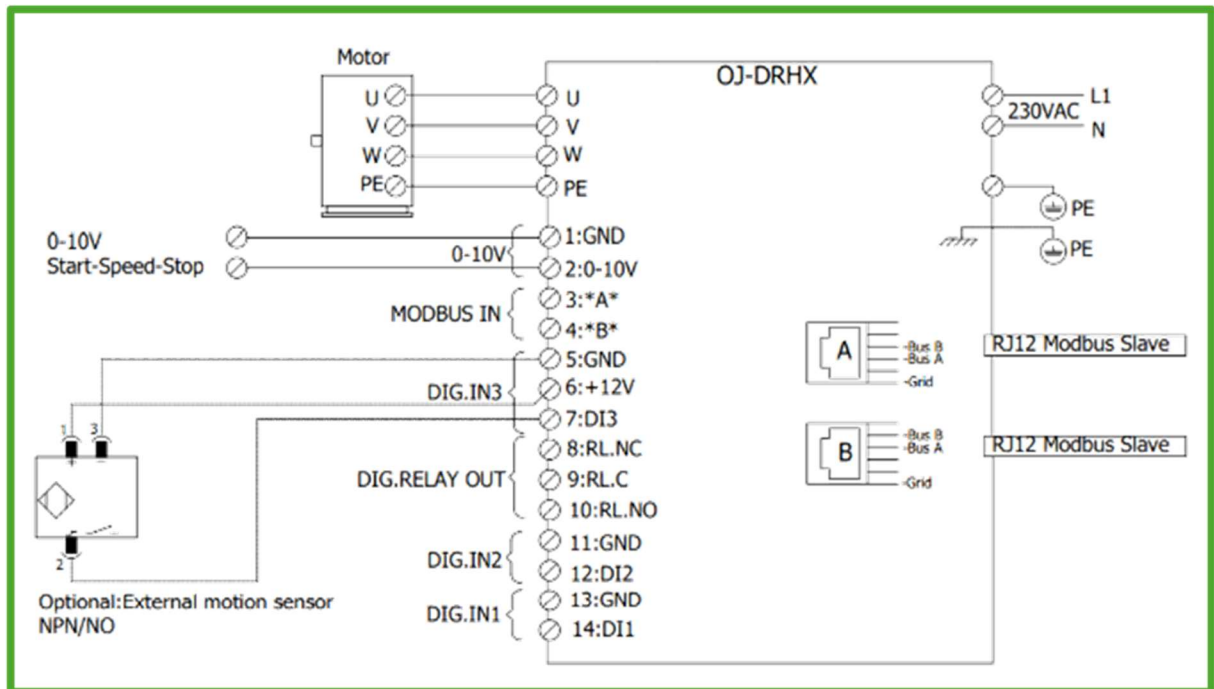 Motor
OJ-DRHX
U
V
W
PE
U
V
W
PE
L1
230VAC
N
PE
PE
0-10V
Start-Speed-Stop
0-10V
1:GND
2:0-10V
MODBUS IN
3:*A*
4:*B*
DIG.IN3
5:GND
6:+12V
7:DI3
DIG.RELAY OUT
8:RL.NC
9:RL.C
10:RL.NO
DIG.IN2
11:GND
12:DI2
DIG.IN1
13:GND
14:DI1
A
-Bus B
-Bus A
-Grid
RJ12 Modbus Slave
B
-Bus B
-Bus A
-Grid
RJ12 Modbus Slave
1
3
+
2
Optional:External motion sensor
NPN/NO